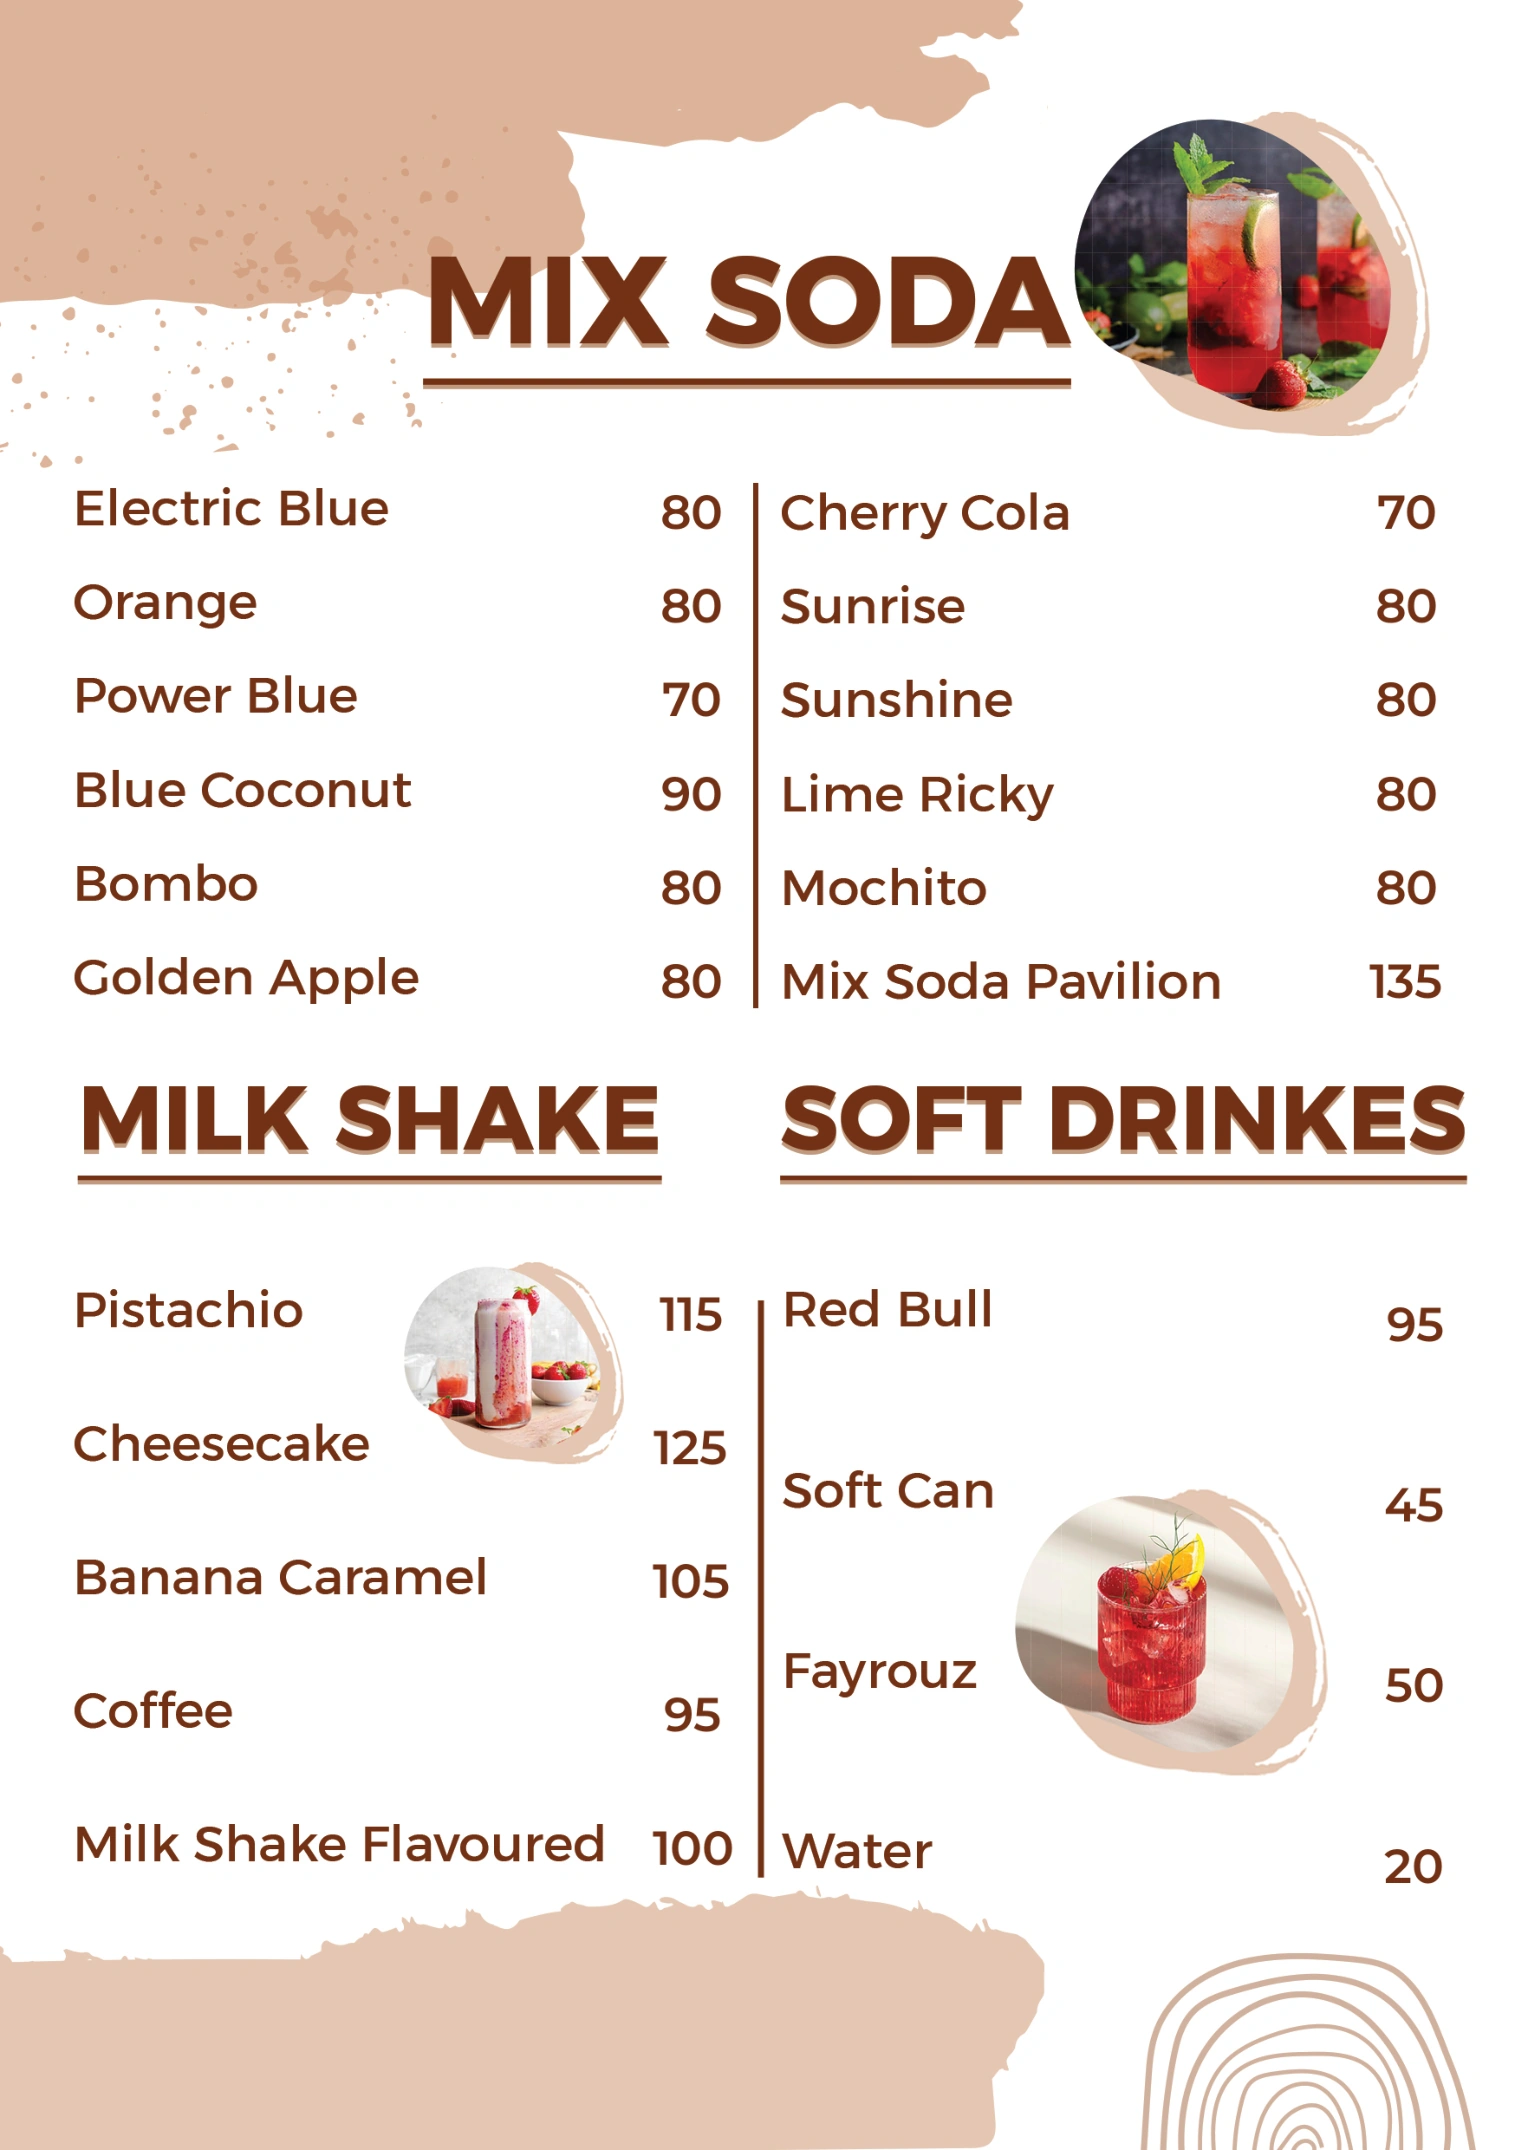 MIX SODA
Electric Blue 80
Orange 80
Power Blue 70
Blue Coconut 90
Bombo 80
Golden Apple 80
Cherry Cola 70
Sunrise 80
Sunshine 80
Lime Ricky 80
Mochito 80
Mix Soda Pavilion 135
MILK SHAKE
Pistachio 115
Cheesecake 125
Banana Caramel 105
Coffee 95
Milk Shake Flavoured 100
SOFT DRINKES
Red Bull 95
Soft Can 45
Fayrouz 50
Water 20